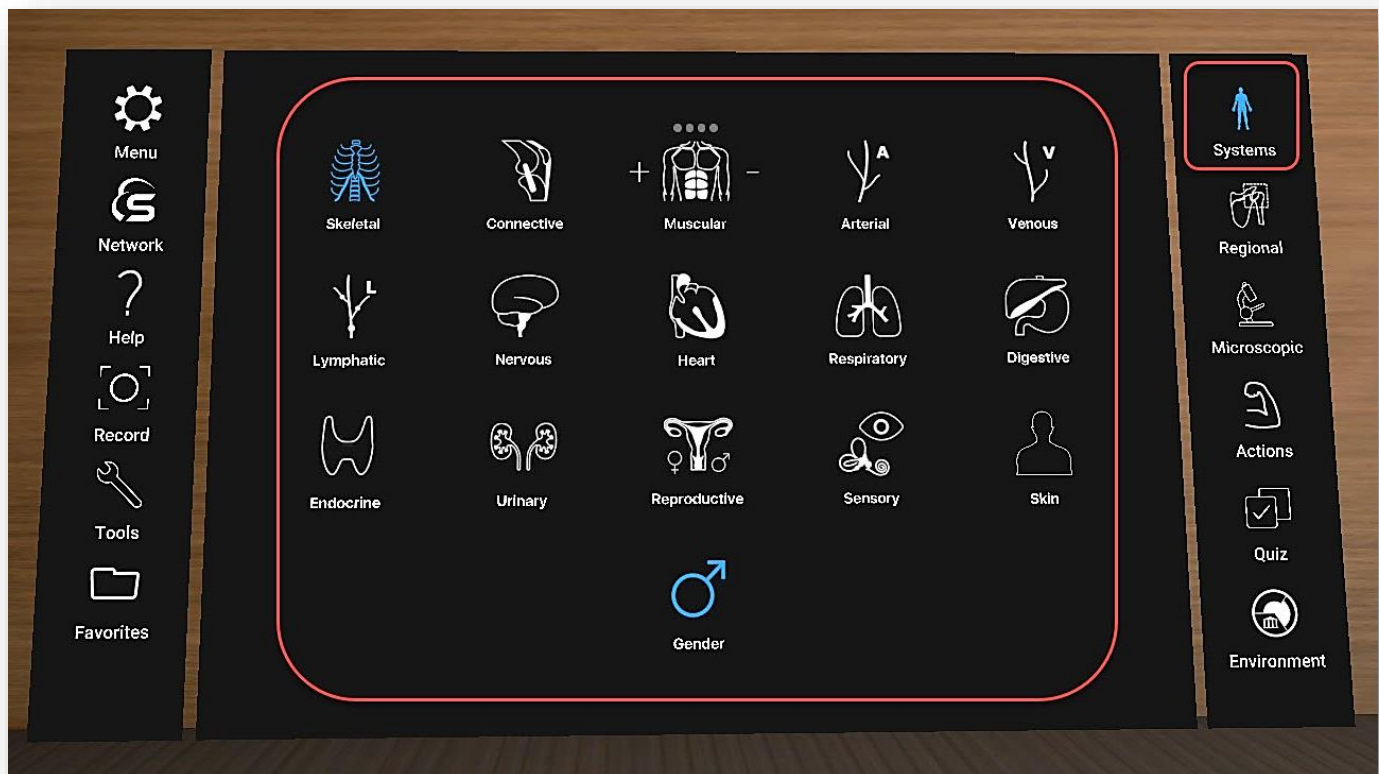 Menu
Network
Help
Record
Tools
Favorites
Skeletal
Connective
+ Muscular -
A
Arterial
V
Venous
L
Lymphatic
Nervous
Heart
Respiratory
Digestive
Endocrine
Urinary
Reproductive
Sensory
Skin
Gender
Systems
Regional
Microscopic
Actions
Quiz
Environment